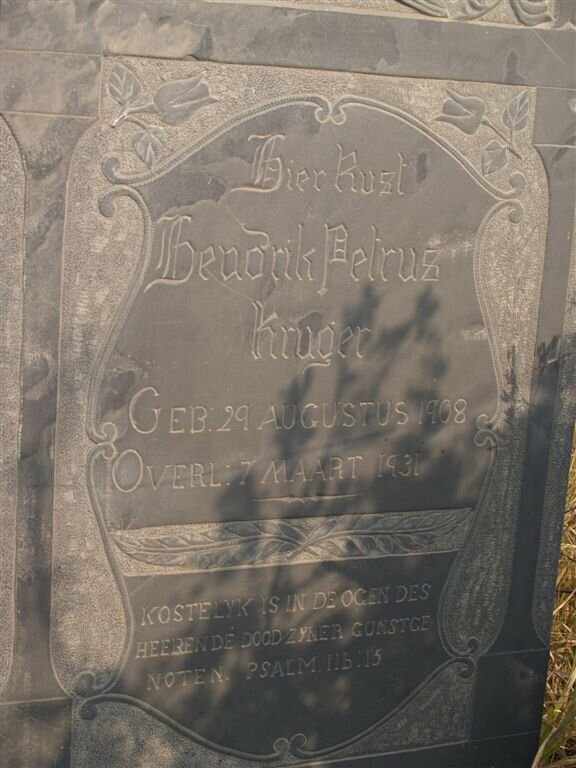 Hier Rust
Hendrik Petrus
Kruger
GEB: 29 AUGUSTUS 1908
OVERL: 7 MAART 1931
KOSTELYK IS IN DE OGEN DES
HEEREN DE DOOD ZYNER GUNSTGE
NOTEN. PSALM. 116:15